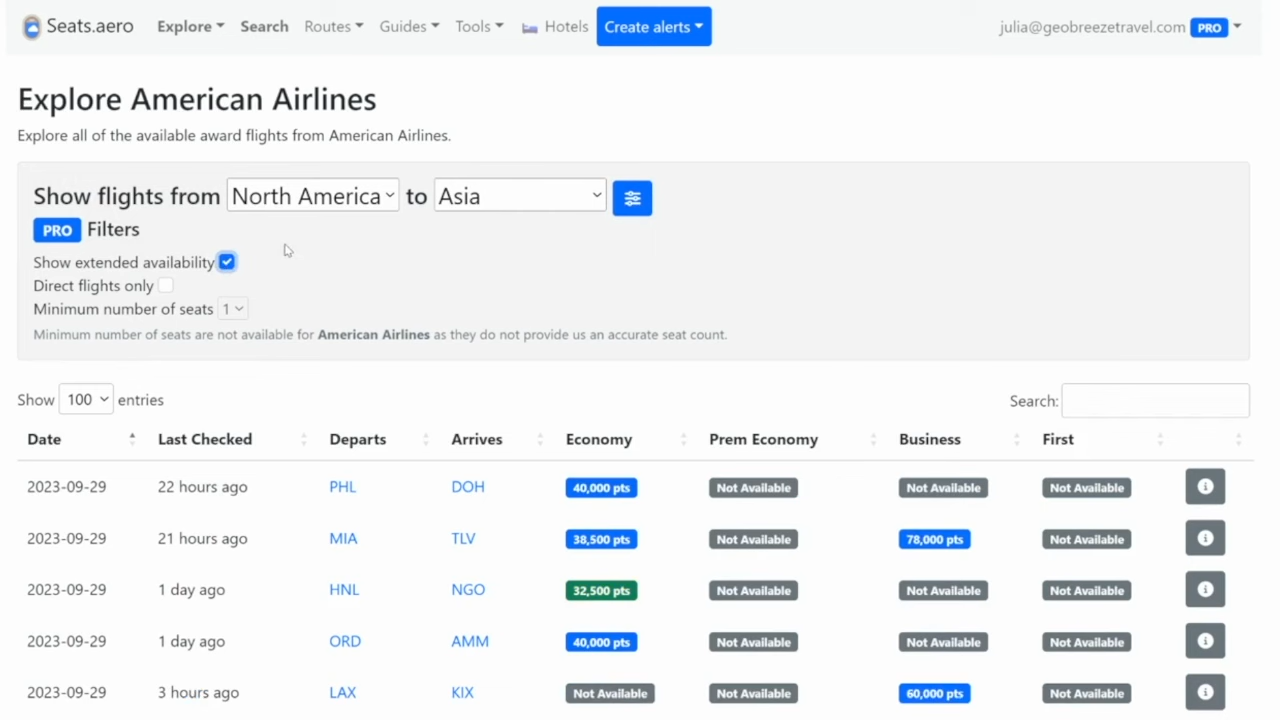 Seats.aero Explore Search Routes Guides Tools Hotels Create alerts julia@geobreezetravel.com PRO
Explore American Airlines
Explore all of the available award flights from American Airlines.
Show flights from North America to Asia
PRO Filters
Show extended availability
Direct flights only
Minimum number of seats 1
Minimum number of seats are not available for American Airlines as they do not provide us an accurate seat count.
Show 100 entries Search:
Date Last Checked Departs Arrives Economy Prem Economy Business First
2023-09-29 22 hours ago PHL DOH 40,000 pts Not Available Not Available Not Available
2023-09-29 21 hours ago MIA TLV 38,500 pts Not Available 78,000 pts Not Available
2023-09-29 1 day ago HNL NGO 32,500 pts Not Available Not Available Not Available
2023-09-29 1 day ago ORD AMM 40,000 pts Not Available Not Available Not Available
2023-09-29 3 hours ago LAX KIX Not Available Not Available 60,000 pts Not Available